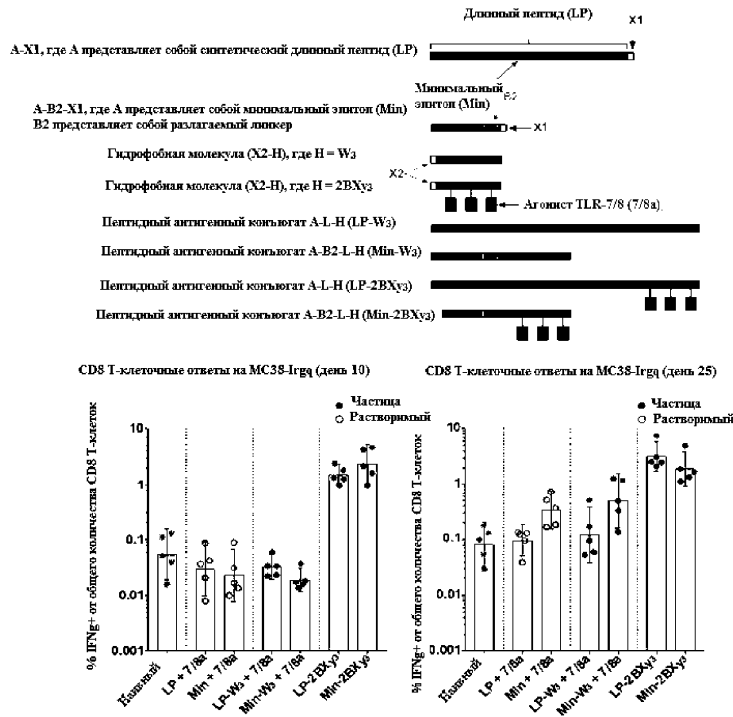 Длинный пептид (LP)
X1
А-X1, где А представляет собой синтетический длинный пептид (LP)
Минимальный
эпитоп (Min)
B2
А-В2-X1, где А представляет собой минимальный эпитоп (Min)
В2 представляет собой разлагаемый линкер
X1
Гидрофобная молекула (X2-H), где H = W3
X2-
Гидрофобная молекула (X2-H), где H = 2BXy3
Агонист TLR-7/8 (7/8a)
Пептидный антигенный конъюгат A-L-H (LP-W3)
Пептидный антигенный конъюгат A-B2-L-H (Min-W3)
Пептидный антигенный конъюгат A-L-H (LP-2BXy3)
Пептидный антигенный конъюгат A-B2-L-H (Min-2BXy3)
CD8 Т-клеточные ответы на MC38-Irgq (день 10)
Частица
Растворимый
% IFNg+ от общего количества CD8 Т-клеток
10
1
0.1
0.01
0.001
LP + 7/8a
Min + 7/8a
LP-W3 + 7/8a
Min-W3 + 7/8a
LP-2BXy3
Min-2BXy3
CD8 Т-клеточные ответы на MC38-Irgq (день 25)
Частица
Растворимый
% IFNg+ от общего количества CD8 Т-клеток
10
1
0.1
0.01
0.001
LP + 7/8a
Min + 7/8a
LP-W3 + 7/8a
Min-W3 + 7/8a
LP-2BXy3
Min-2BXy3